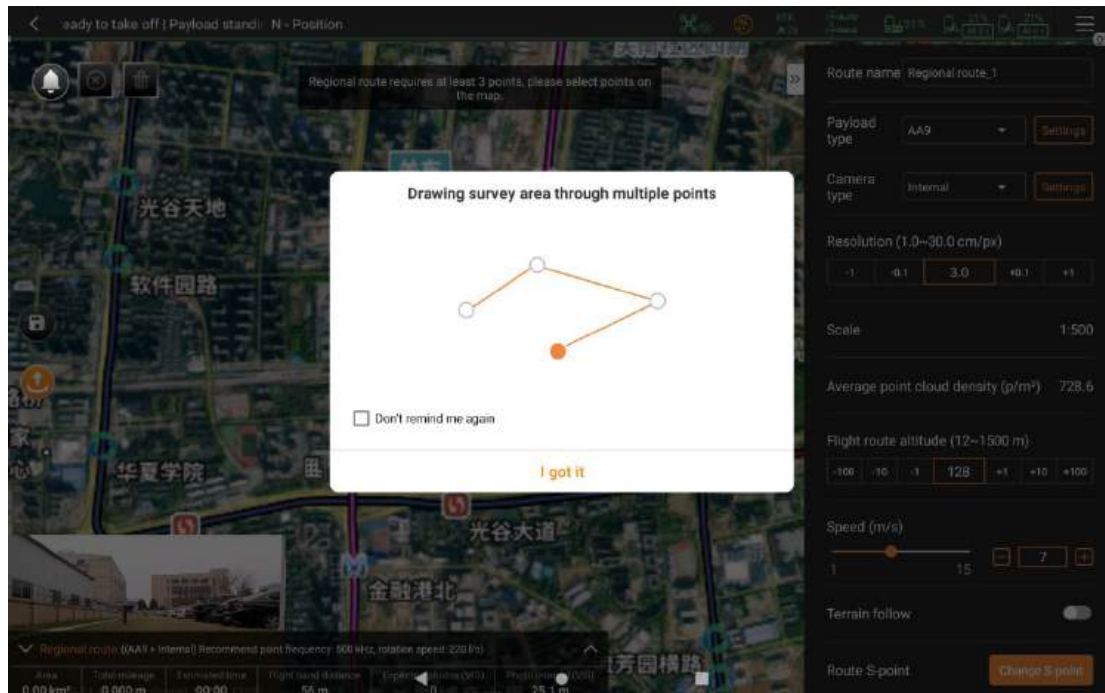 eady to take off | Payload standi N - Position
Regional route requires at least 3 points, please select points on
the map.
Route name Regional route_1
Payload
type
AA9
Settings
Camera
type
Internal
Settings
Resolution (1.0~30.0 cm/px)
-1 -0.1 3.0 +0.1 +1
Scale 1:500
Average point cloud density (p/m²) 728.6
Flight route altitude (12~1500 m)
-100 -10 -1 128 +1 +10 +100
Speed (m/s)
1 15
7
Terrain follow
Route S-point Change S-point
Drawing survey area through multiple points
Don't remind me again
I got it
光谷天地
软件园路
华夏学院
光谷大道
金融港北
芳园横路
Regional route ((AA9 + Internal) Recommend point frequency: 500 kHz, rotation speed: 220 l/s)
Area Total mileage Estimated time Flight band distance
0.00 km² 0.000 m 00:00 56 m 0 25.1 m